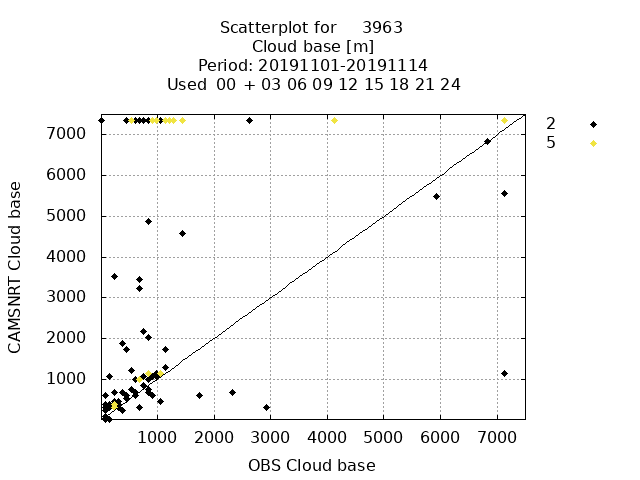 Scatterplot for 3963
Cloud base [m]
Period: 20191101-20191114
Used 00 + 03 06 09 12 15 18 21 24
2
5
7000
6000
5000
4000
3000
2000
1000
CAMSNRT Cloud base
1000 2000 3000 4000 5000 6000 7000
OBS Cloud base